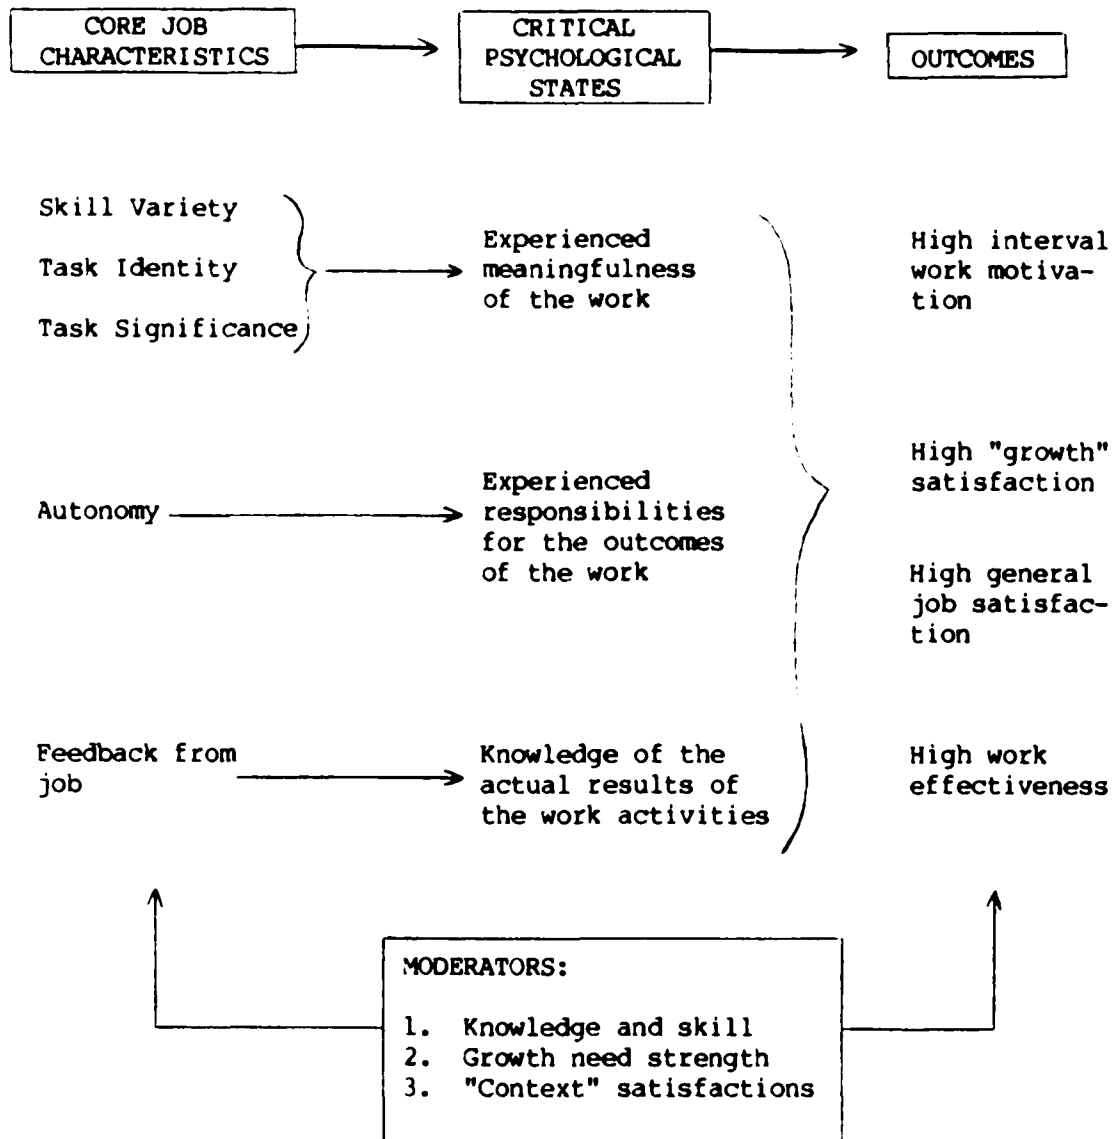 CORE JOB
CHARACTERISTICS
CRITICAL
PSYCHOLOGICAL
STATES
OUTCOMES
Skill Variety
Task Identity
Task Significance
Experienced
meaningfulness
of the work
High interval
work motiva-
tion
Autonomy
Experienced
responsibilities
for the outcomes
of the work
High "growth"
satisfaction
High general
job satisfac-
tion
Feedback from
job
Knowledge of the
actual results of
the work activities
High work
effectiveness
MODERATORS:
1. Knowledge and skill
2. Growth need strength
3. "Context" satisfactions